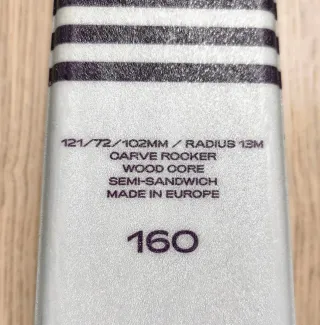 121/72/102MM / RADIUS 13M
CARVE ROCKER
WOOD CORE
SEMI-SANDWICH
MADE IN EUROPE
160